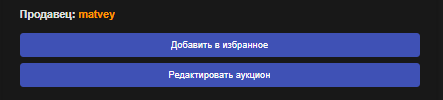 Продавец: matvey
Добавить в избранное
Редактировать аукцион